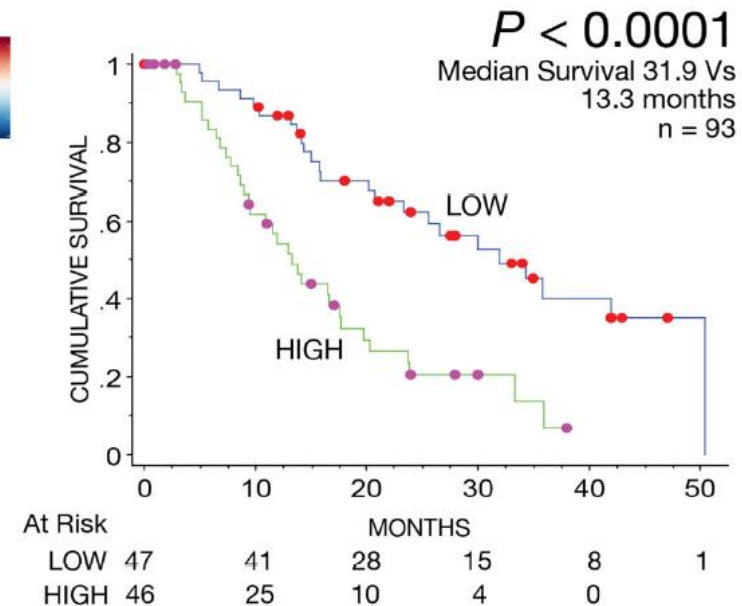 P < 0.0001
Median Survival 31.9 Vs
13.3 months
n = 93
CUMULATIVE SURVIVAL
1
.8
.6
.4
.2
0
LOW
HIGH
0 10 20 30 40 50
MONTHS
At Risk
LOW 47 41 28 15 8 1
HIGH 46 25 10 4 0